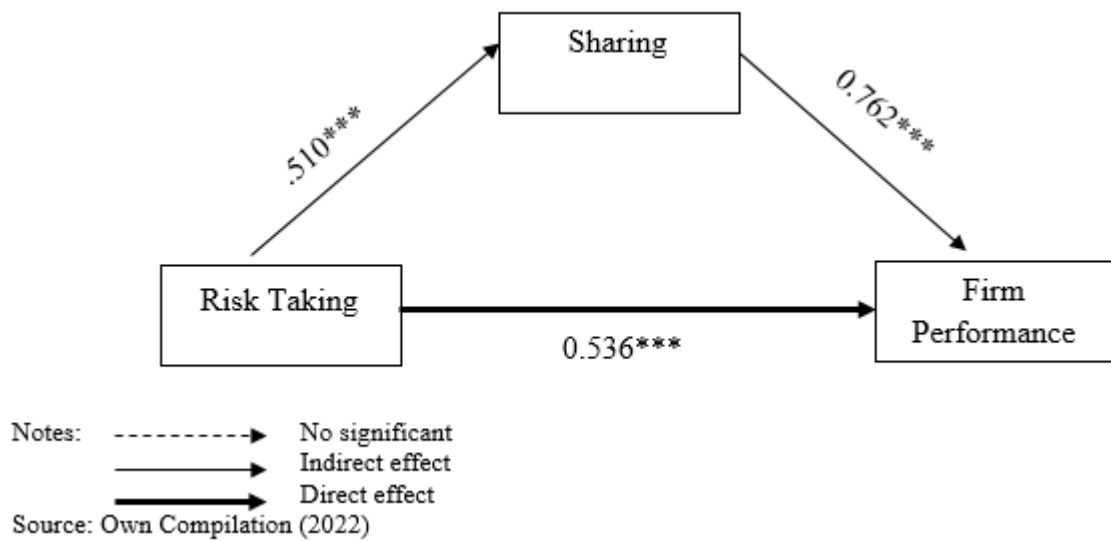 Sharing
.510***
0.762***
Risk Taking
Firm
Performance
0.536***
Notes:
No significant
Indirect effect
Direct effect
Source: Own Compilation (2022)